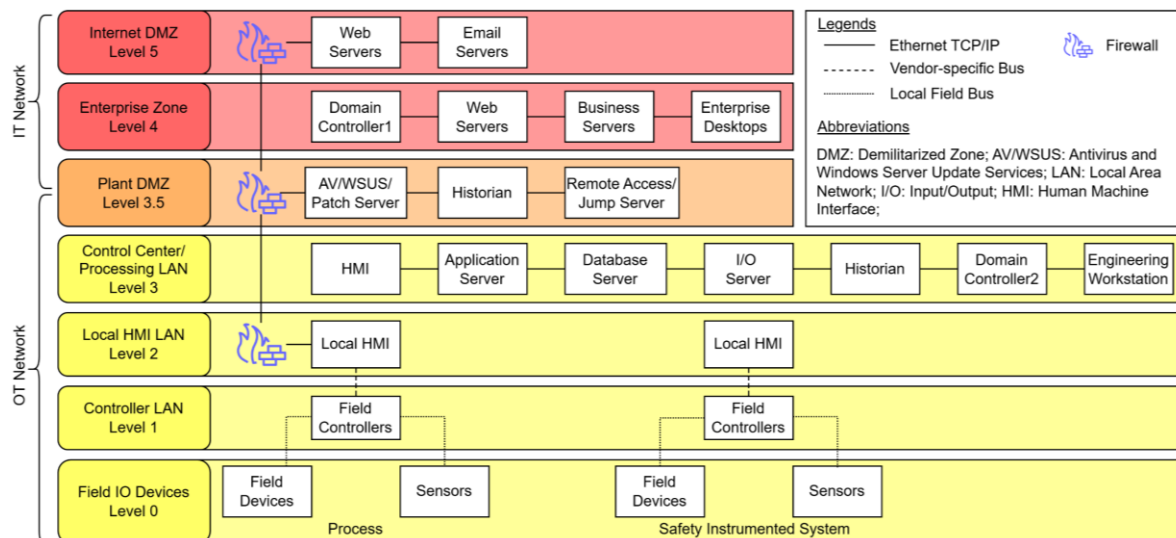 IT Network
OT Network
Internet DMZ
Level 5
Web
Servers
Email
Servers
Enterprise Zone
Level 4
Domain
Controller1
Web
Servers
Business
Servers
Enterprise
Desktops
Plant DMZ
Level 3.5
AV/WSUS/
Patch Server
Historian
Remote Access/
Jump Server
Control Center/
Processing LAN
Level 3
HMI
Application
Server
Database
Server
I/O
Server
Historian
Domain
Controller2
Engineering
Workstation
Local HMI LAN
Level 2
Local HMI
Local HMI
Controller LAN
Level 1
Field
Controllers
Field
Controllers
Field IO Devices
Level 0
Field
Devices
Sensors
Field
Devices
Sensors
Process
Safety Instrumented System
Legends
Ethernet TCP/IP
Firewall
Vendor-specific Bus
Local Field Bus
Abbreviations
DMZ: Demilitarized Zone; AV/WSUS: Antivirus and
Windows Server Update Services; LAN: Local Area
Network; I/O: Input/Output; HMI: Human Machine
Interface;